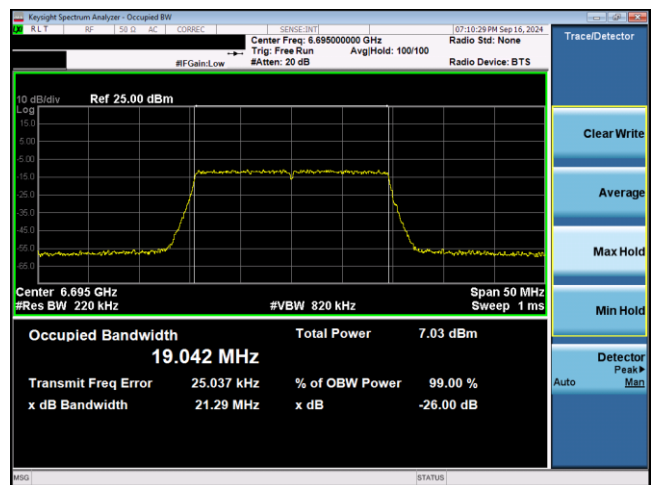 Keysight Spectrum Analyzer - Occupied BW
RLT RF 50 Ω AC CORREC SENSE:INT 07:10:29 PM Sep 16, 2024
Center Freq: 6.695000000 GHz Radio Std: None
Trig: Free Run Avg|Hold: 100/100
#IFGain:Low #Atten: 20 dB Radio Device: BTS
Trace/Detector
10 dB/div Ref 25.00 dBm
Log
15.0
5.00
-5.00
-15.0
-25.0
-35.0
-45.0
-55.0
-65.0
Center 6.695 GHz Span 50 MHz
#Res BW 220 kHz #VBW 820 kHz Sweep 1 ms
Occupied Bandwidth Total Power 7.03 dBm
19.042 MHz
Transmit Freq Error 25.037 kHz % of OBW Power 99.00 %
x dB Bandwidth 21.29 MHz x dB -26.00 dB
Clear Write
Average
Max Hold
Min Hold
Detector
Peak▶
Auto Man
MSG STATUS